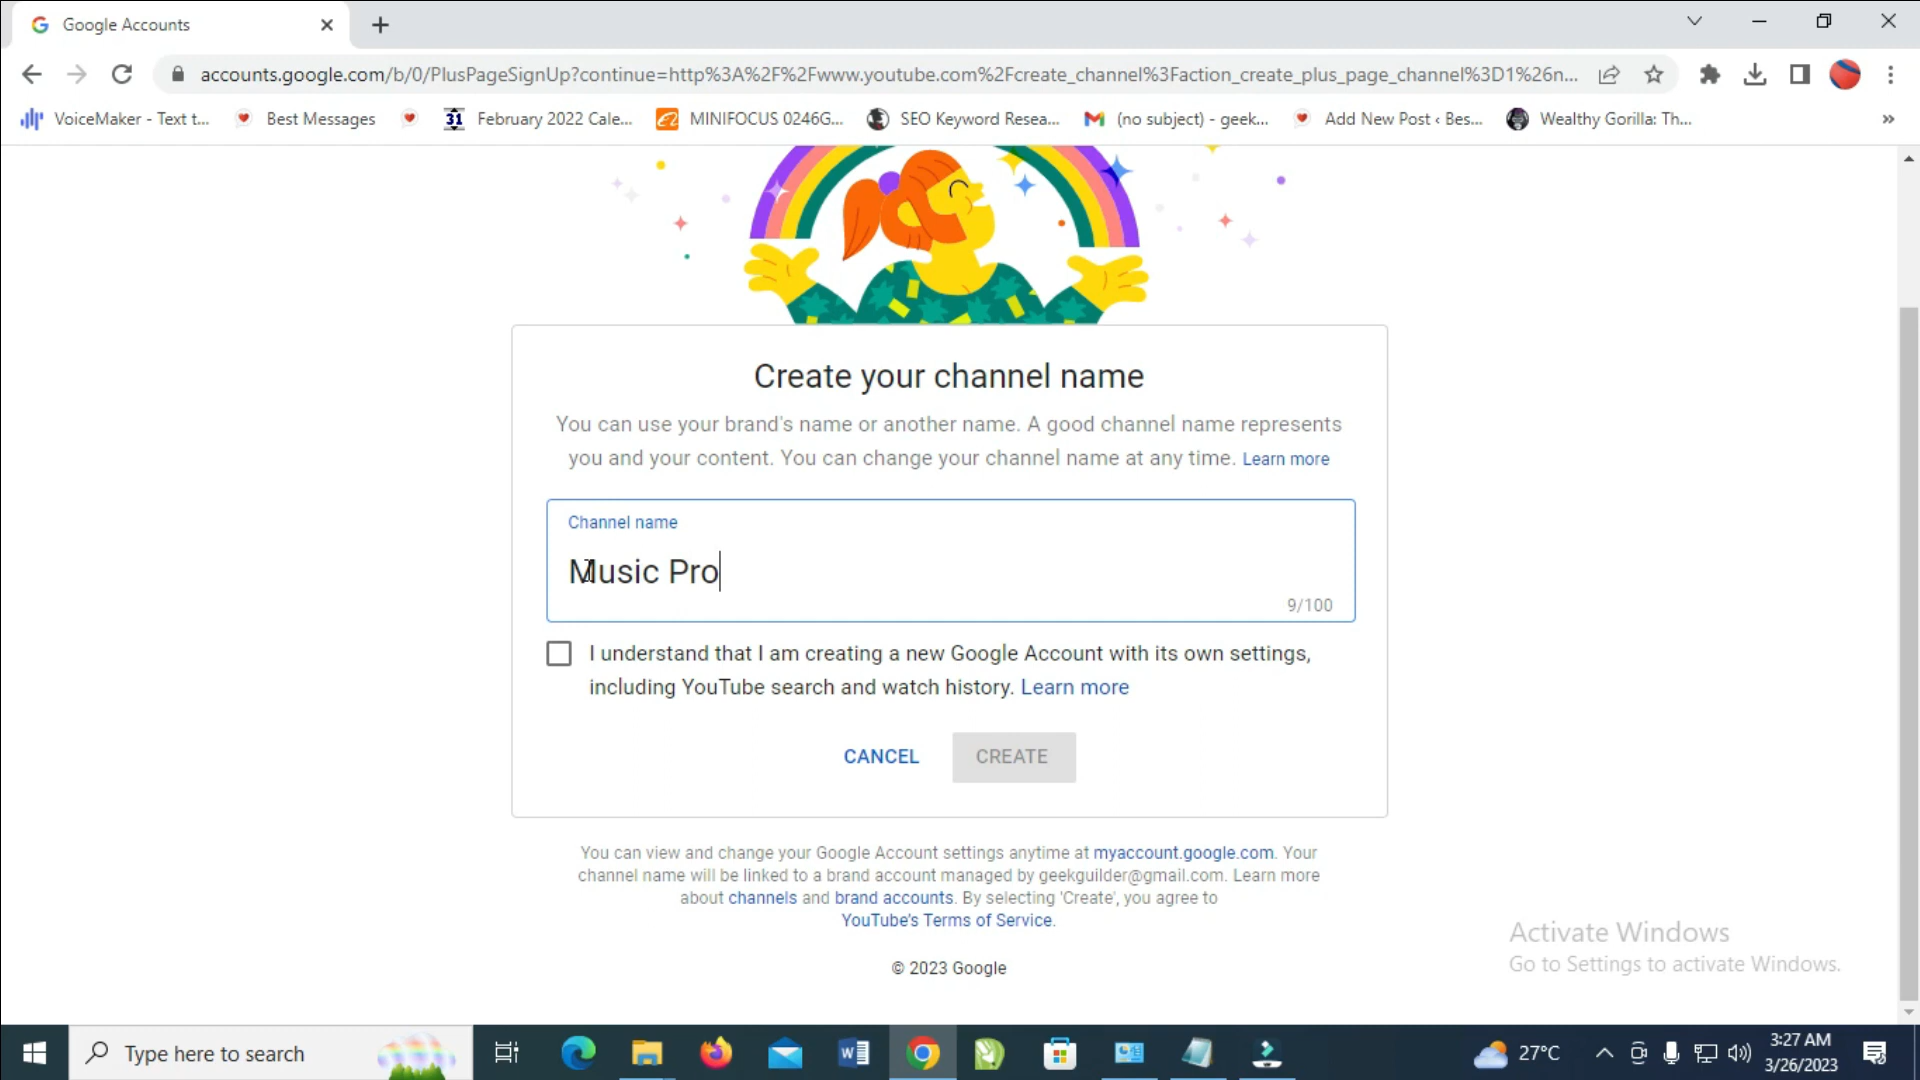 Google Accounts
accounts.google.com/b/0/PlusPageSignUp?continue=http%3A%2F%2Fwww.youtube.com%2Fcreate_channel%3Faction_create_plus_page_channel%3D1%26n...
VoiceMaker - Text t...
Best Messages
31
February 2022 Cale...
MINIFOCUS 0246G...
SEO Keyword Resea...
(no subject) - geek...
Add New Post ‹ Bes...
Wealthy Gorilla: Th...
»
Create your channel name
You can use your brand's name or another name. A good channel name represents
you and your content. You can change your channel name at any time. Learn more
Channel name
Music Pro
9/100
I understand that I am creating a new Google Account with its own settings,
including YouTube search and watch history. Learn more
CANCEL
CREATE
You can view and change your Google Account settings anytime at myaccount.google.com. Your
channel name will be linked to a brand account managed by geekguilder@gmail.com. Learn more
about channels and brand accounts. By selecting 'Create', you agree to
YouTube's Terms of Service.
© 2023 Google
Activate Windows
Go to Settings to activate Windows.
Type here to search
27°C
3:27 AM
3/26/2023